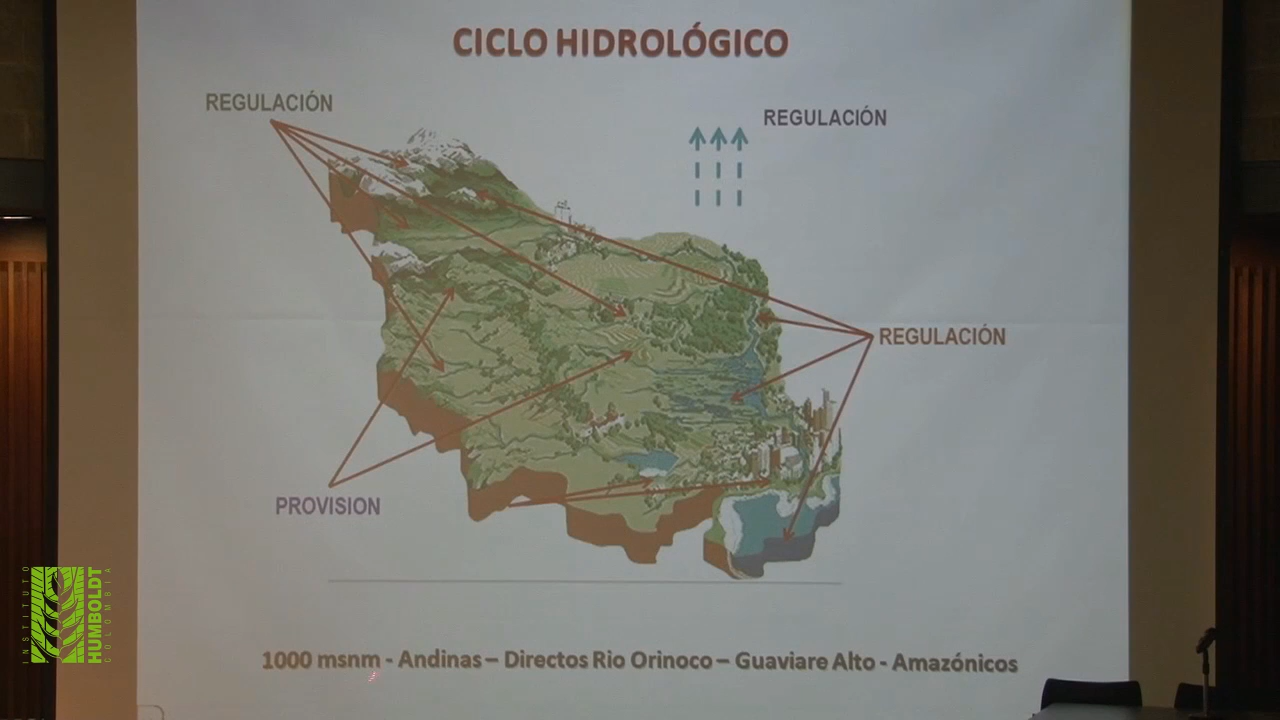 CICLO HIDROLÓGICO
REGULACIÓN
REGULACIÓN
REGULACIÓN
PROVISION
1000 msnm - Andinas – Directos Rio Orinoco – Guaviare Alto - Amazónicos
INSTITUTO
HUMBOLDT
COLOMBIA